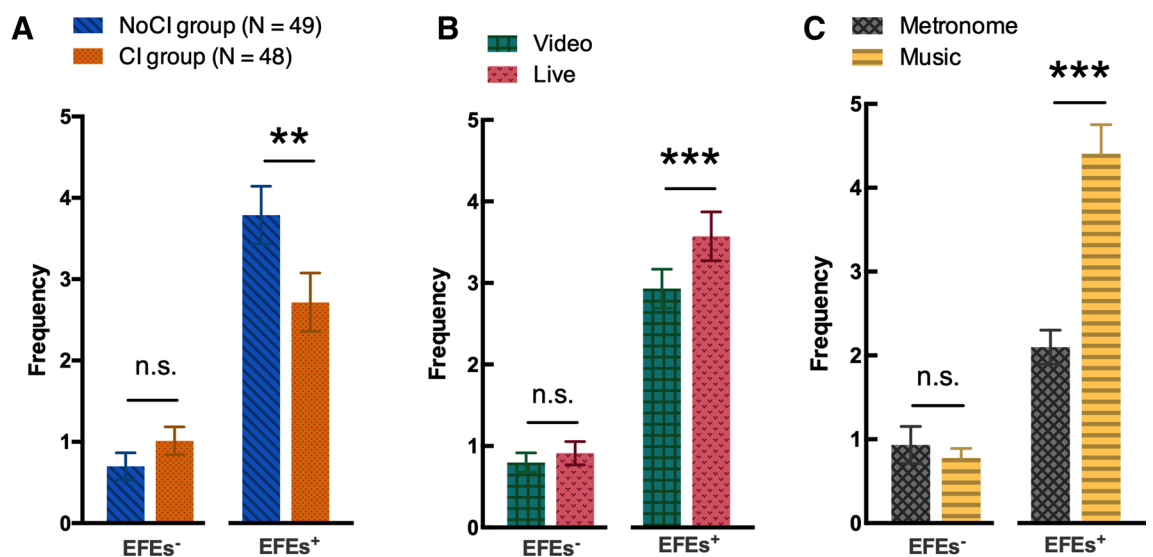 A
NoCI group (N = 49)
CI group (N = 48)
Frequency
5
4
3
2
1
0
n.s.
**
EFEs-
EFEs+
B
Video
Live
Frequency
5
4
3
2
1
0
n.s.
***
EFEs-
EFEs+
C
Metronome
Music
Frequency
5
4
3
2
1
0
n.s.
***
EFEs-
EFEs+